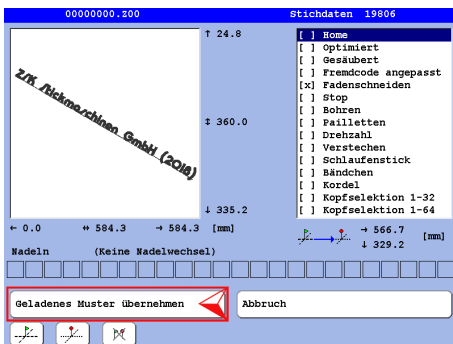 00000000.Z00 Stichdaten 19806
↑ 24.8
↕ 360.0
↓ 335.2
ZSK Stickmaschinen GmbH (2018)
← 0.0 ↔ 584.3 → 584.3 [mm]
[ ] Home
[ ] Optimiert
[ ] Gesäubert
[ ] Fremdcode angepasst
[x] Fadenschneiden
[ ] Stop
[ ] Bohren
[ ] Pailletten
[ ] Drehzahl
[ ] Verstechen
[ ] Schlaufenstick
[ ] Bändchen
[ ] Kordel
[ ] Kopfselektion 1-32
[ ] Kopfselektion 1-64
→ 566.7
↓ 329.2
[mm]
Nadeln (Keine Nadelwechsel)
Geladenes Muster übernehmen
Abbruch